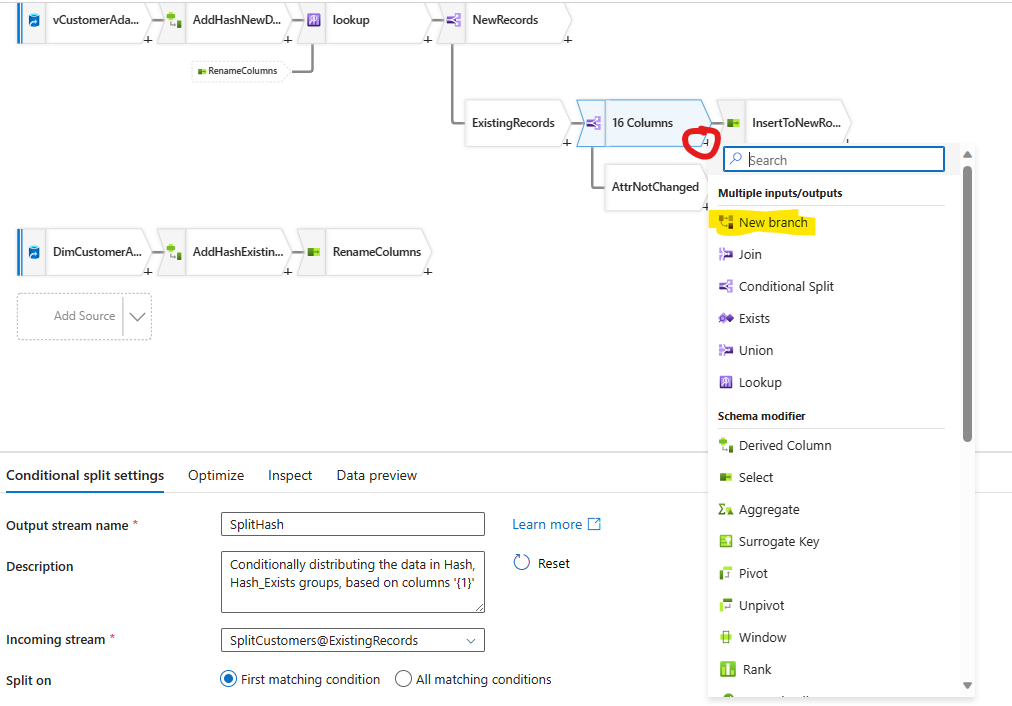 vCustomerAda...
AddHashNewD...
lookup
NewRecords
RenameColumns
ExistingRecords
16 Columns
InsertToNewRo...
AttrNotChanged
DimCustomerA...
AddHashExistin...
RenameColumns
Add Source
Search
Multiple inputs/outputs
New branch
Join
Conditional Split
Exists
Union
Lookup
Schema modifier
Derived Column
Select
Aggregate
Surrogate Key
Pivot
Unpivot
Window
Rank
Conditional split settings
Optimize
Inspect
Data preview
Output stream name *
SplitHash
Learn more
Description
Conditionally distributing the data in Hash,
Hash_Exists groups, based on columns '{1}'
Reset
Incoming stream *
SplitCustomers@ExistingRecords
Split on
First matching condition
All matching conditions